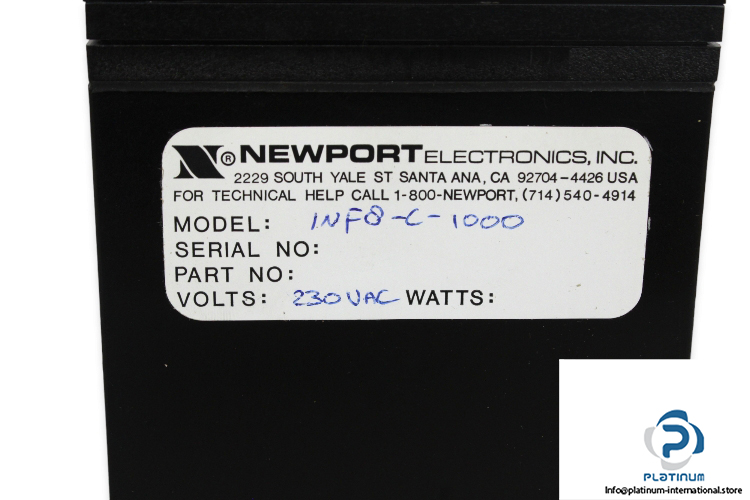 N® NEWPORT ELECTRONICS, INC.
2229 SOUTH YALE ST SANTA ANA, CA 92704-4426 USA
FOR TECHNICAL HELP CALL 1-800-NEWPORT, (714) 540-4914
MODEL: INF8-C-1000
SERIAL NO:
PART NO:
VOLTS: 230VAC WATTS:
PLATINUM
Info@platinum-international.store